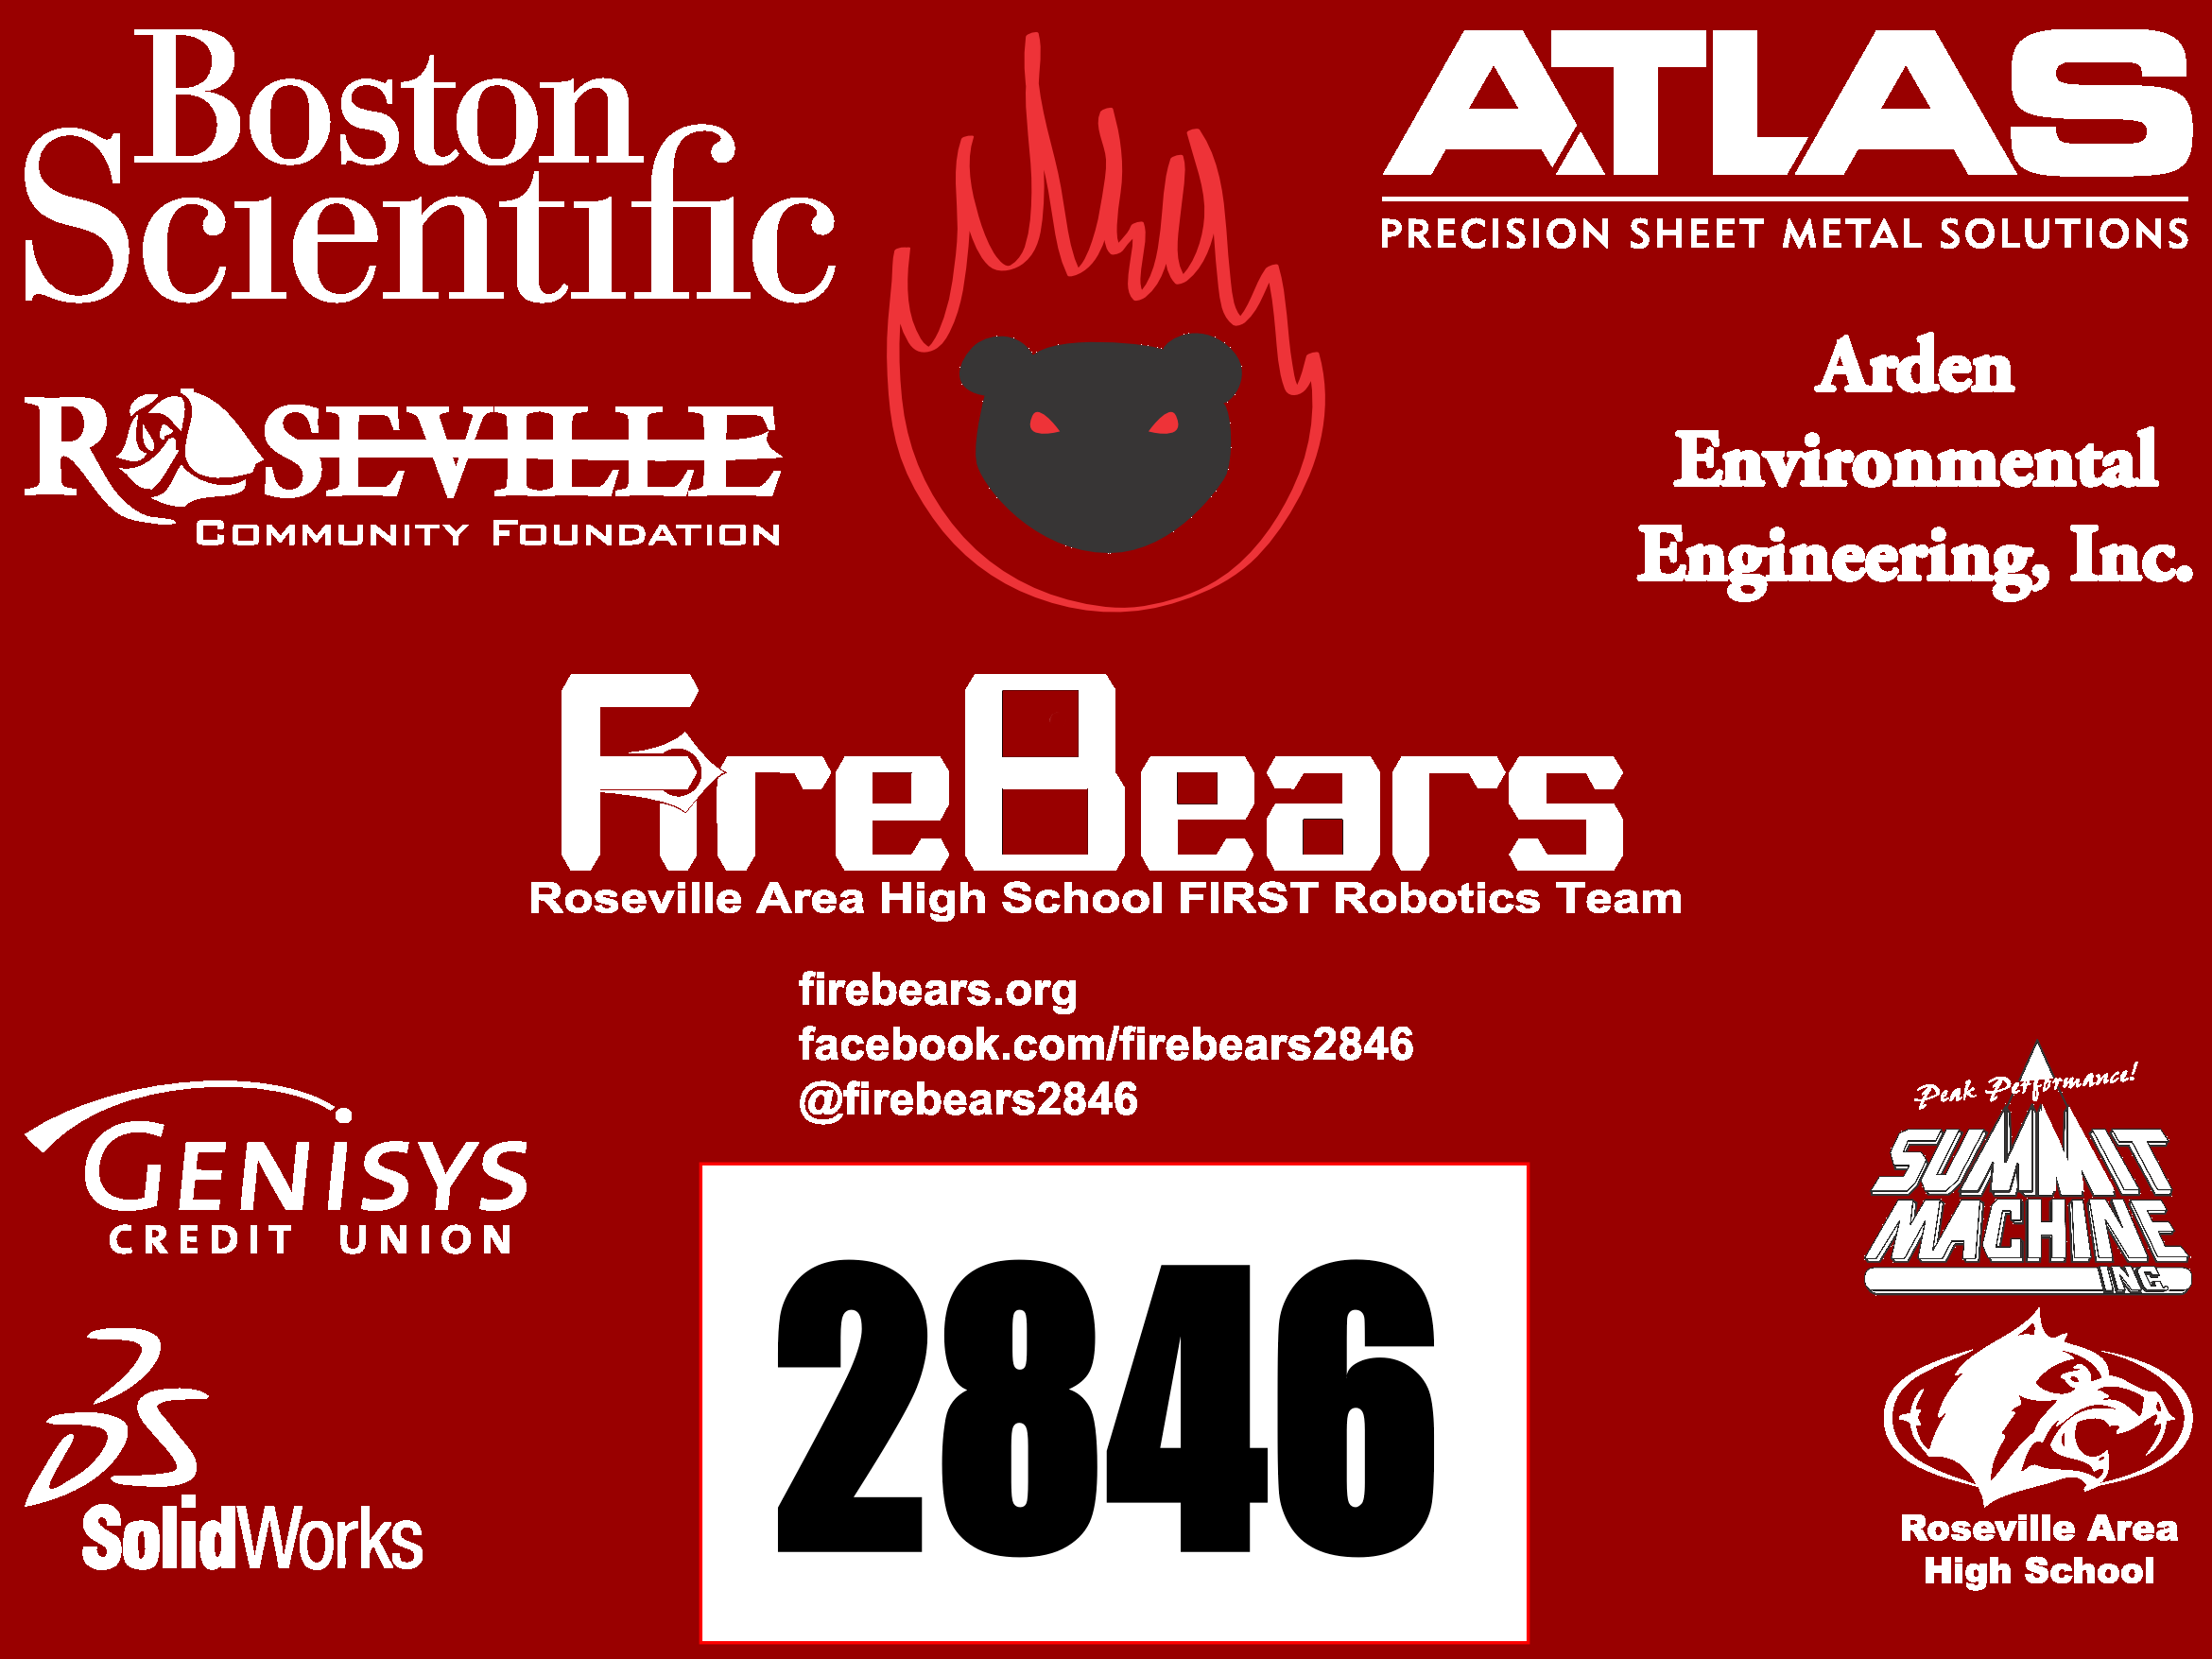 Boston
Scientific
ATLAS
PRECISION SHEET METAL SOLUTIONS
ROSEVILLE
COMMUNITY FOUNDATION
Arden
Environmental
Engineering, Inc.
FireBears
Roseville Area High School FIRST Robotics Team
firebears.org
facebook.com/firebears2846
@firebears2846
GENISYS
CREDIT UNION
Peak Performance!
SUMMIT
MACHINE
INC.
2846
DS
SolidWorks
Roseville Area
High School